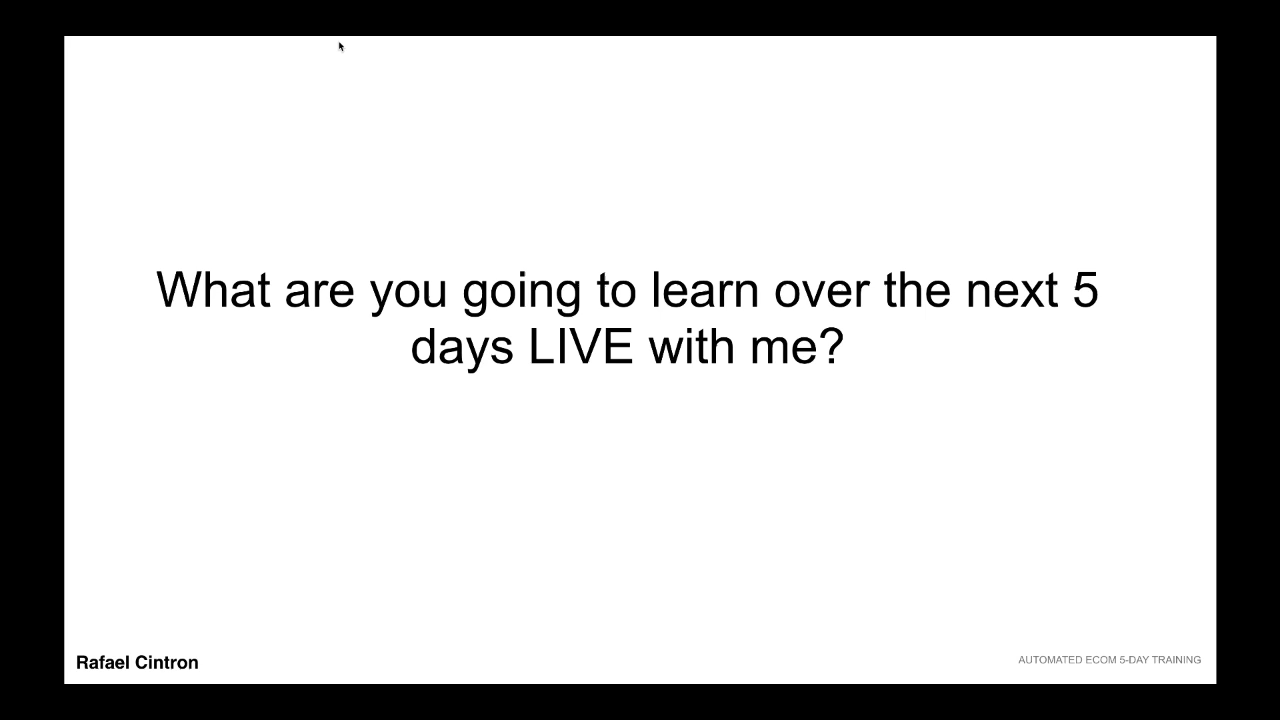 What are you going to learn over the next 5
days LIVE with me?
Rafael Cintron
AUTOMATED ECOM 5-DAY TRAINING